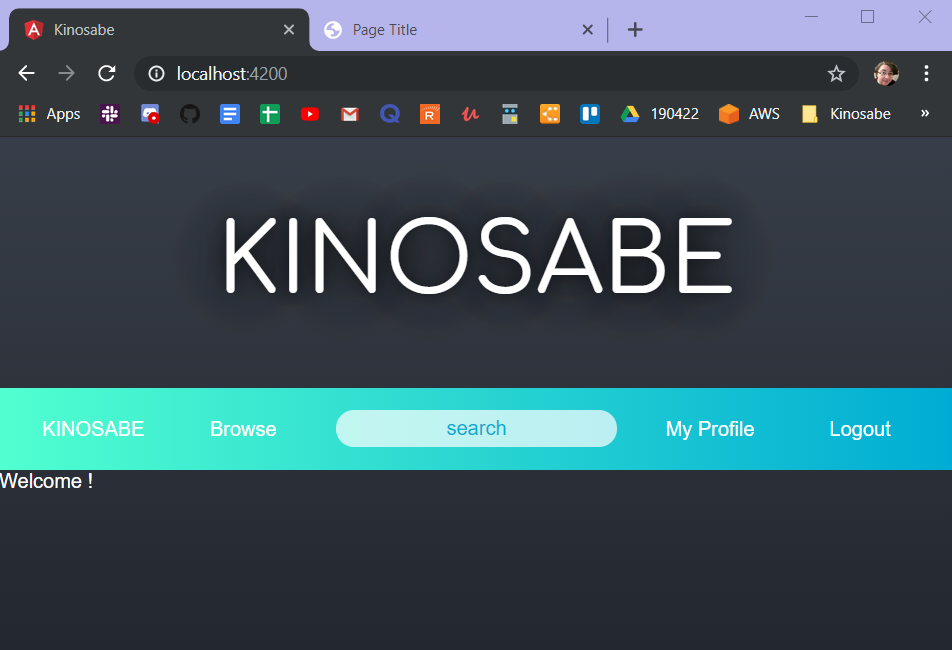 Kinosabe
Page Title
localhost:4200
Apps
190422
AWS
Kinosabe
»
KINOSABE
KINOSABE
Browse
search
My Profile
Logout
Welcome !